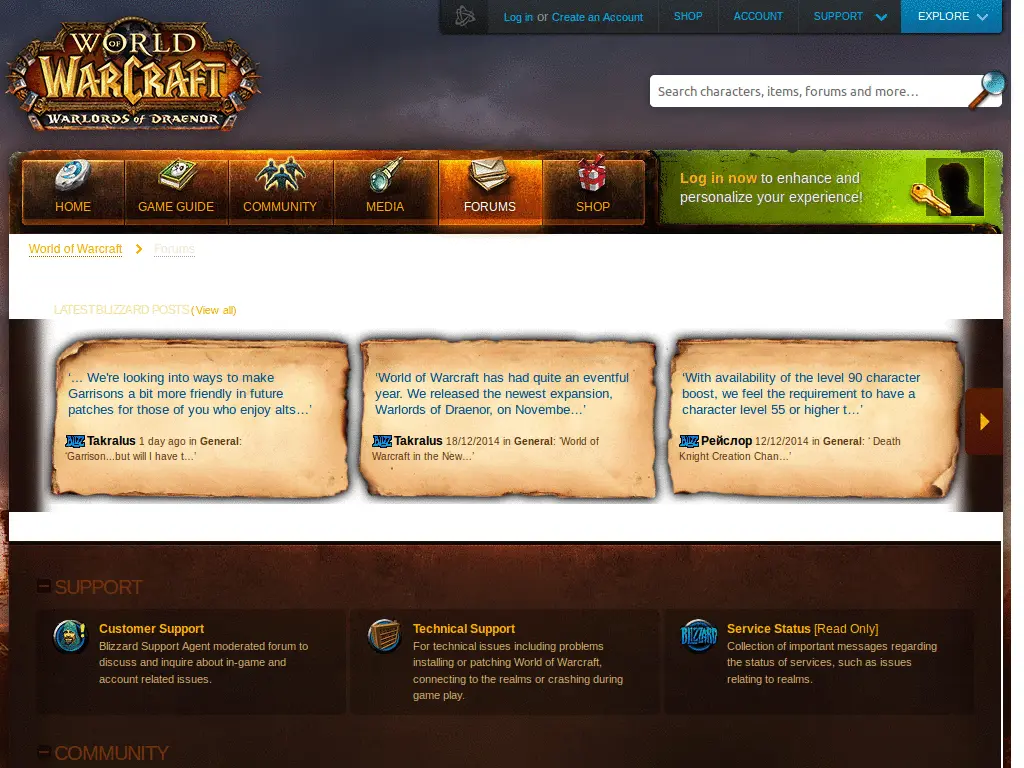 Log in or Create an Account
SHOP
ACCOUNT
SUPPORT
EXPLORE
WORLD
OF
WARCRAFT
WARLORDS OF DRAENOR
Search characters, items, forums and more…
HOME
GAME GUIDE
COMMUNITY
MEDIA
FORUMS
SHOP
Log in now to enhance and
personalize your experience!
World of Warcraft
Forums
LATEST BLIZZARD POSTS (View all)
‘… We're looking into ways to make
Garrisons a bit more friendly in future
patches for those of you who enjoy alts…’
BLIZZ Takralus 1 day ago in General:
‘Garrison...but will I have t…’
‘World of Warcraft has had quite an eventful
year. We released the newest expansion,
Warlords of Draenor, on Novembe…’
BLIZZ Takralus 18/12/2014 in General: ‘World of
Warcraft in the New…’
‘With availability of the level 90 character
boost, we feel the requirement to have a
character level 55 or higher t…’
BLIZZ Рейслор 12/12/2014 in General: ‘ Death
Knight Creation Chan…’
SUPPORT
Customer Support
Blizzard Support Agent moderated forum to
discuss and inquire about in-game and
account related issues.
Technical Support
For technical issues including problems
installing or patching World of Warcraft,
connecting to the realms or crashing during
game play.
BLIZZARD
Service Status [Read Only]
Collection of important messages regarding
the status of services, such as issues
relating to realms.
COMMUNITY